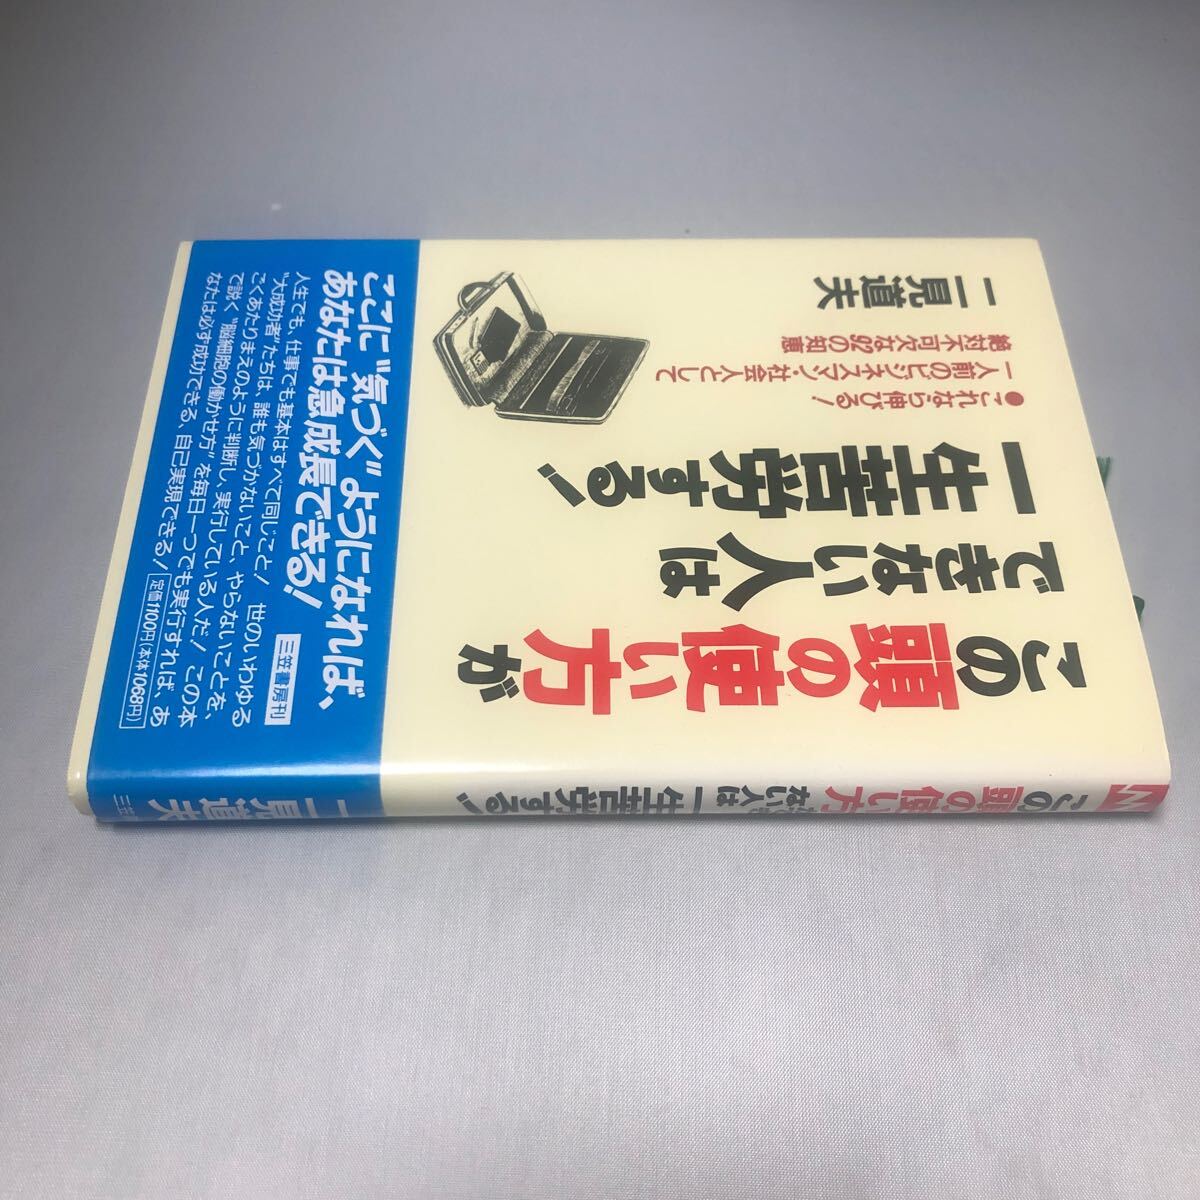 この頭の使い方が
できない人は
一生苦労する!
●これなら伸びる!
一人前のビジネスマン・社会人として
絶対不可欠な92の知恵
二見道夫
ここに"気づく"ようになれば、
あなたは急成長できる!
三笠書房刊
人生でも、仕事でも基本はすべて同じこと! 世のいわゆる
"大成功者"たちは、誰も気づかないこと、やらないことを、
ごくあたりまえのように判断し、実行している人だ! この本
で説く"脳細胞の働かせ方"を毎日一つでも実行すれば、あ
なたは必ず成功できる、自己実現できる!
定価1100円(本体1068円)
この頭の使い方ができない人は一生苦労する!
二見道夫
三笠